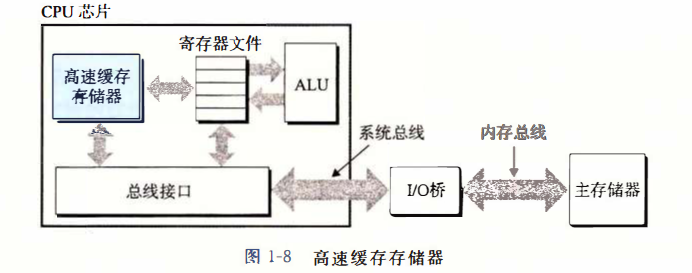 CPU 芯片
寄存器文件
高速缓存
存储器
ALU
系统总线
内存总线
总线接口
I/O桥
主存储器
图 1-8 高速缓存存储器